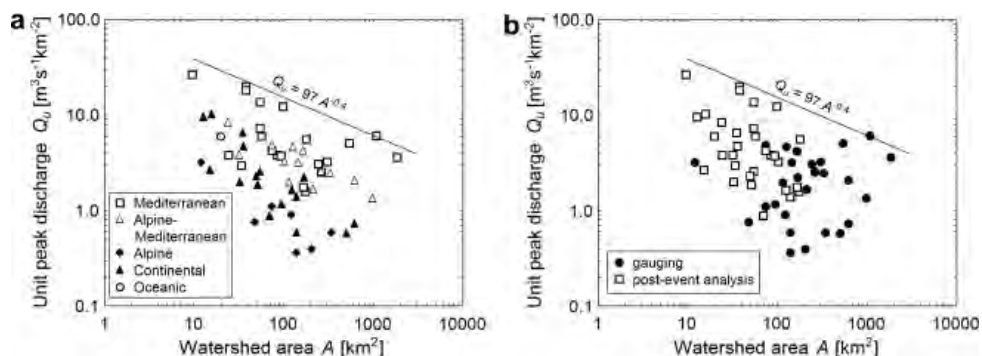 a
Unit peak discharge Qu [m³s⁻¹km⁻²]
100.0
10.0
1.0
0.1
Qu = 97 A⁻⁰·⁴
Mediterranean
Alpine-
Mediterranean
Alpine
Continental
Oceanic
1 10 100 1000 10000
Watershed area A [km²]
b
Unit peak discharge Qu [m³s⁻¹km⁻²]
100.0
10.0
1.0
0.1
Qu = 97 A⁻⁰·⁴
gauging
post-event analysis
1 10 100 1000 10000
Watershed area A [km²]